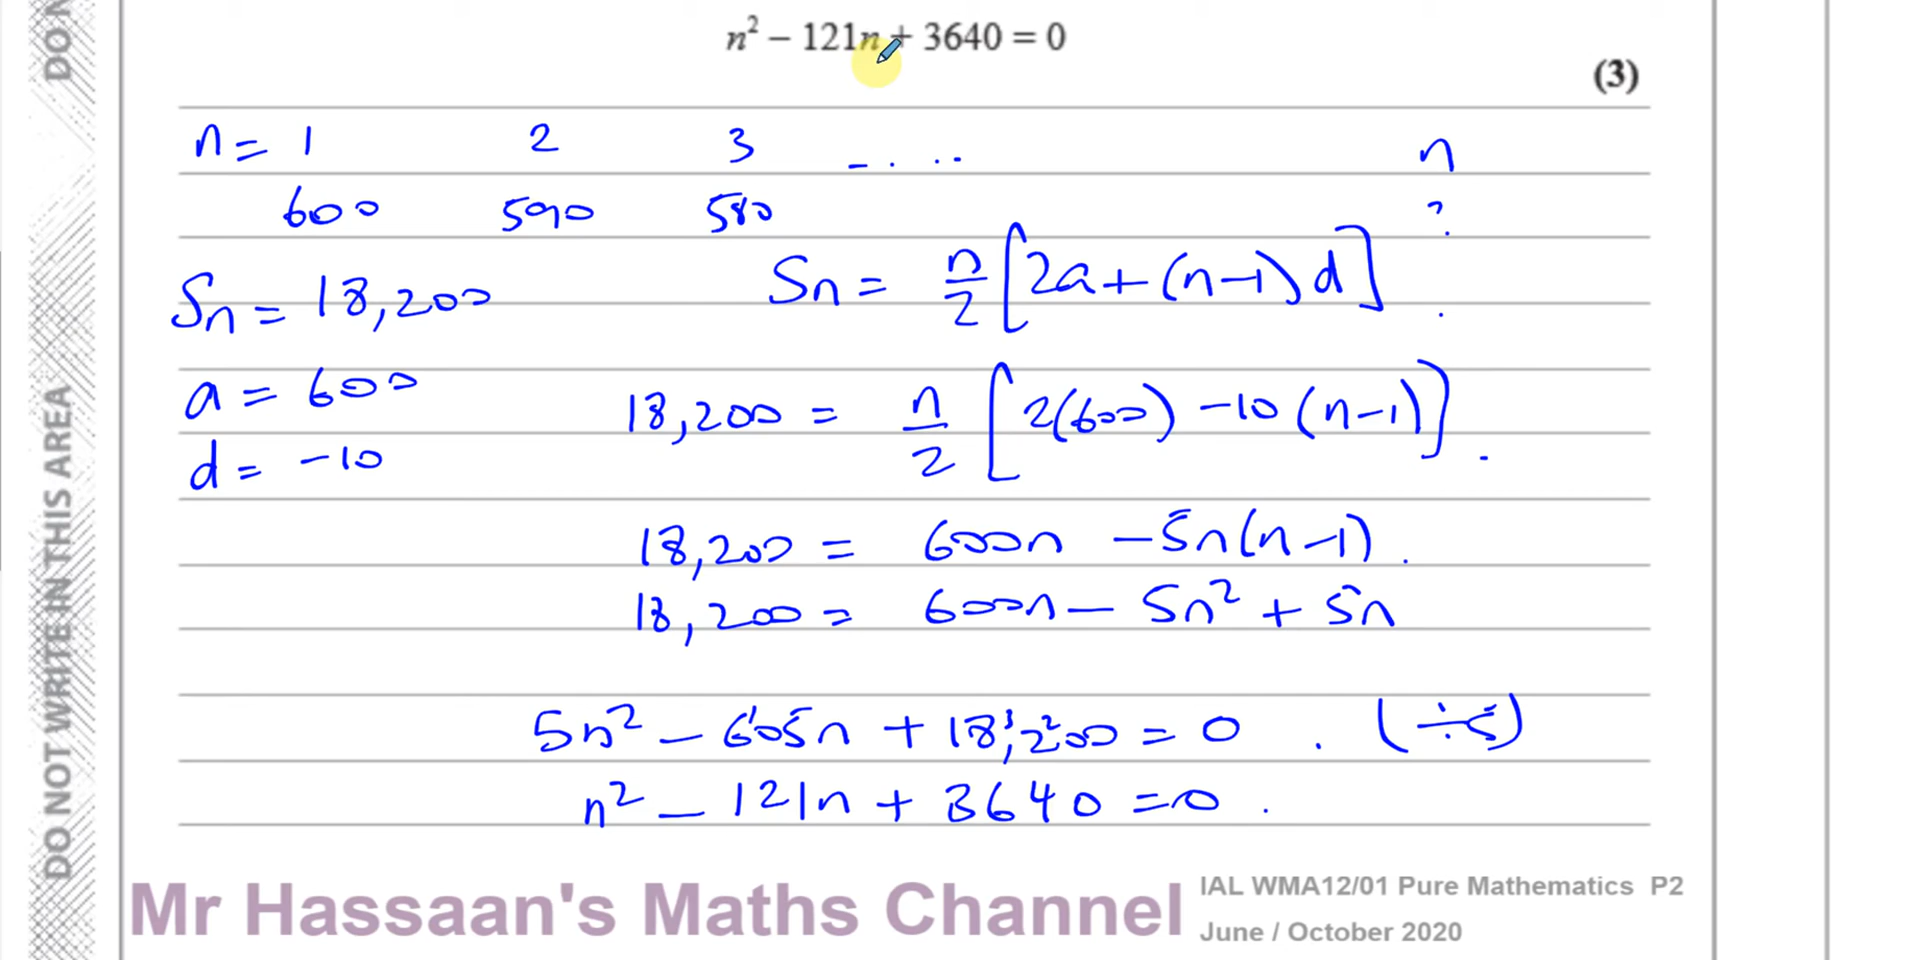 n² − 121n + 3640 = 0
(3)
n = 1 2 3 - . . . n
600 590 580 ?
Sn = 18,200 Sn = n/2 [2a + (n-1)d]
a = 600 18,200 = n/2 [2(600) -10(n-1)].
d = -10
18,200 = 600n - 5n(n-1).
18,200 = 600n - 5n² + 5n
5n² - 605n + 18,200 = 0 . (÷5)
n² - 121n + 3640 = 0 .
DO NOT WRITE IN THIS AREA
DO NO
Mr Hassaan's Maths Channel
IAL WMA12/01 Pure Mathematics P2
June / October 2020